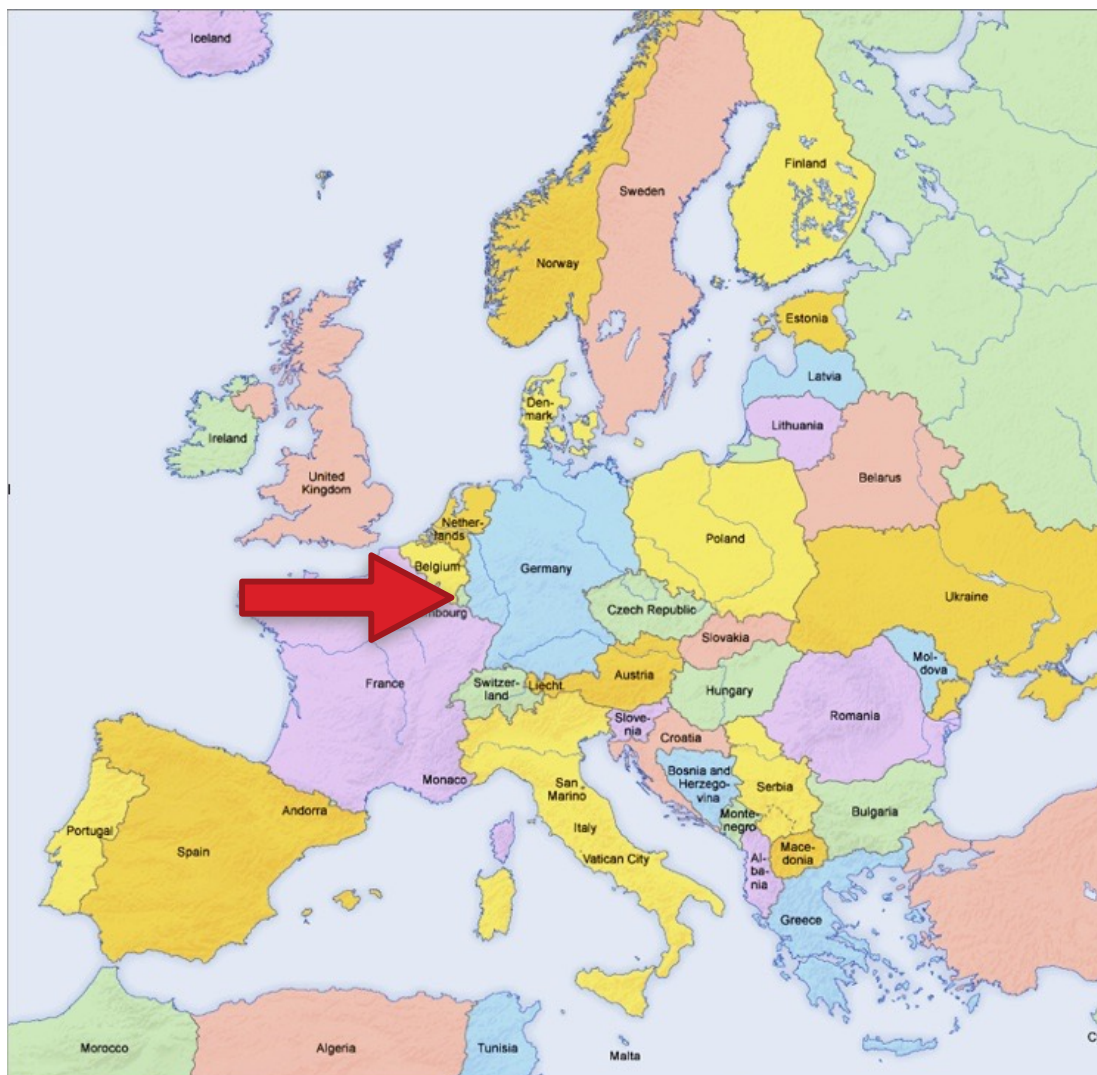 Iceland
Finland
Sweden
Norway
Estonia
Latvia
Den-
mark
Lithuania
Ireland
Belarus
United
Kingdom
Nether-
lands
Poland
Belgium
Germany
Ukraine
Czech Republic
mbourg
Slovakia
Mol-
dova
Austria
France
Switzer-
land
Liecht.
Hungary
Romania
Slove-
nia
Croatia
Bosnia and
Herzego-
vina
Monaco
San
Marino
Serbia
Andorra
Bulgaria
Monte-
negro
Portugal
Italy
Spain
Vatican City
Mace-
donia
Al-
ba-
nia
Greece
Morocco
Algeria
Tunisia
Malta
C